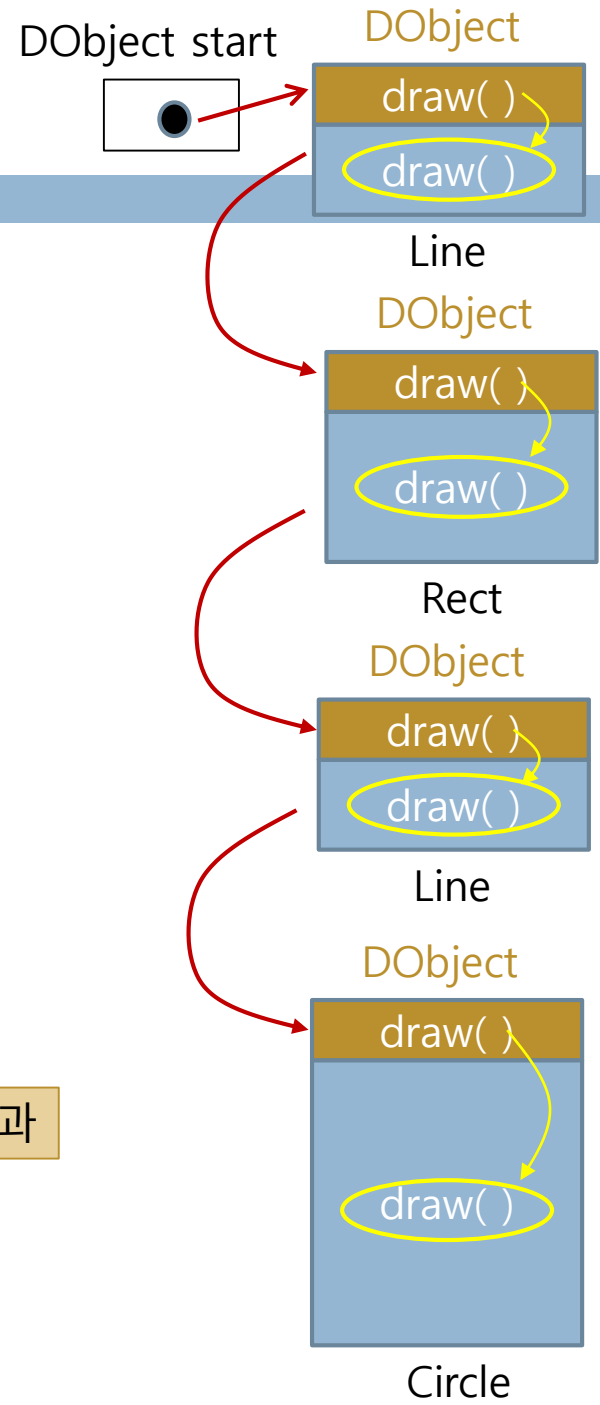 DObject start
DObject
draw( )
draw( )
Line
DObject
draw( )
draw( )
Rect
DObject
draw( )
draw( )
Line
DObject
draw( )
과
draw( )
Circle